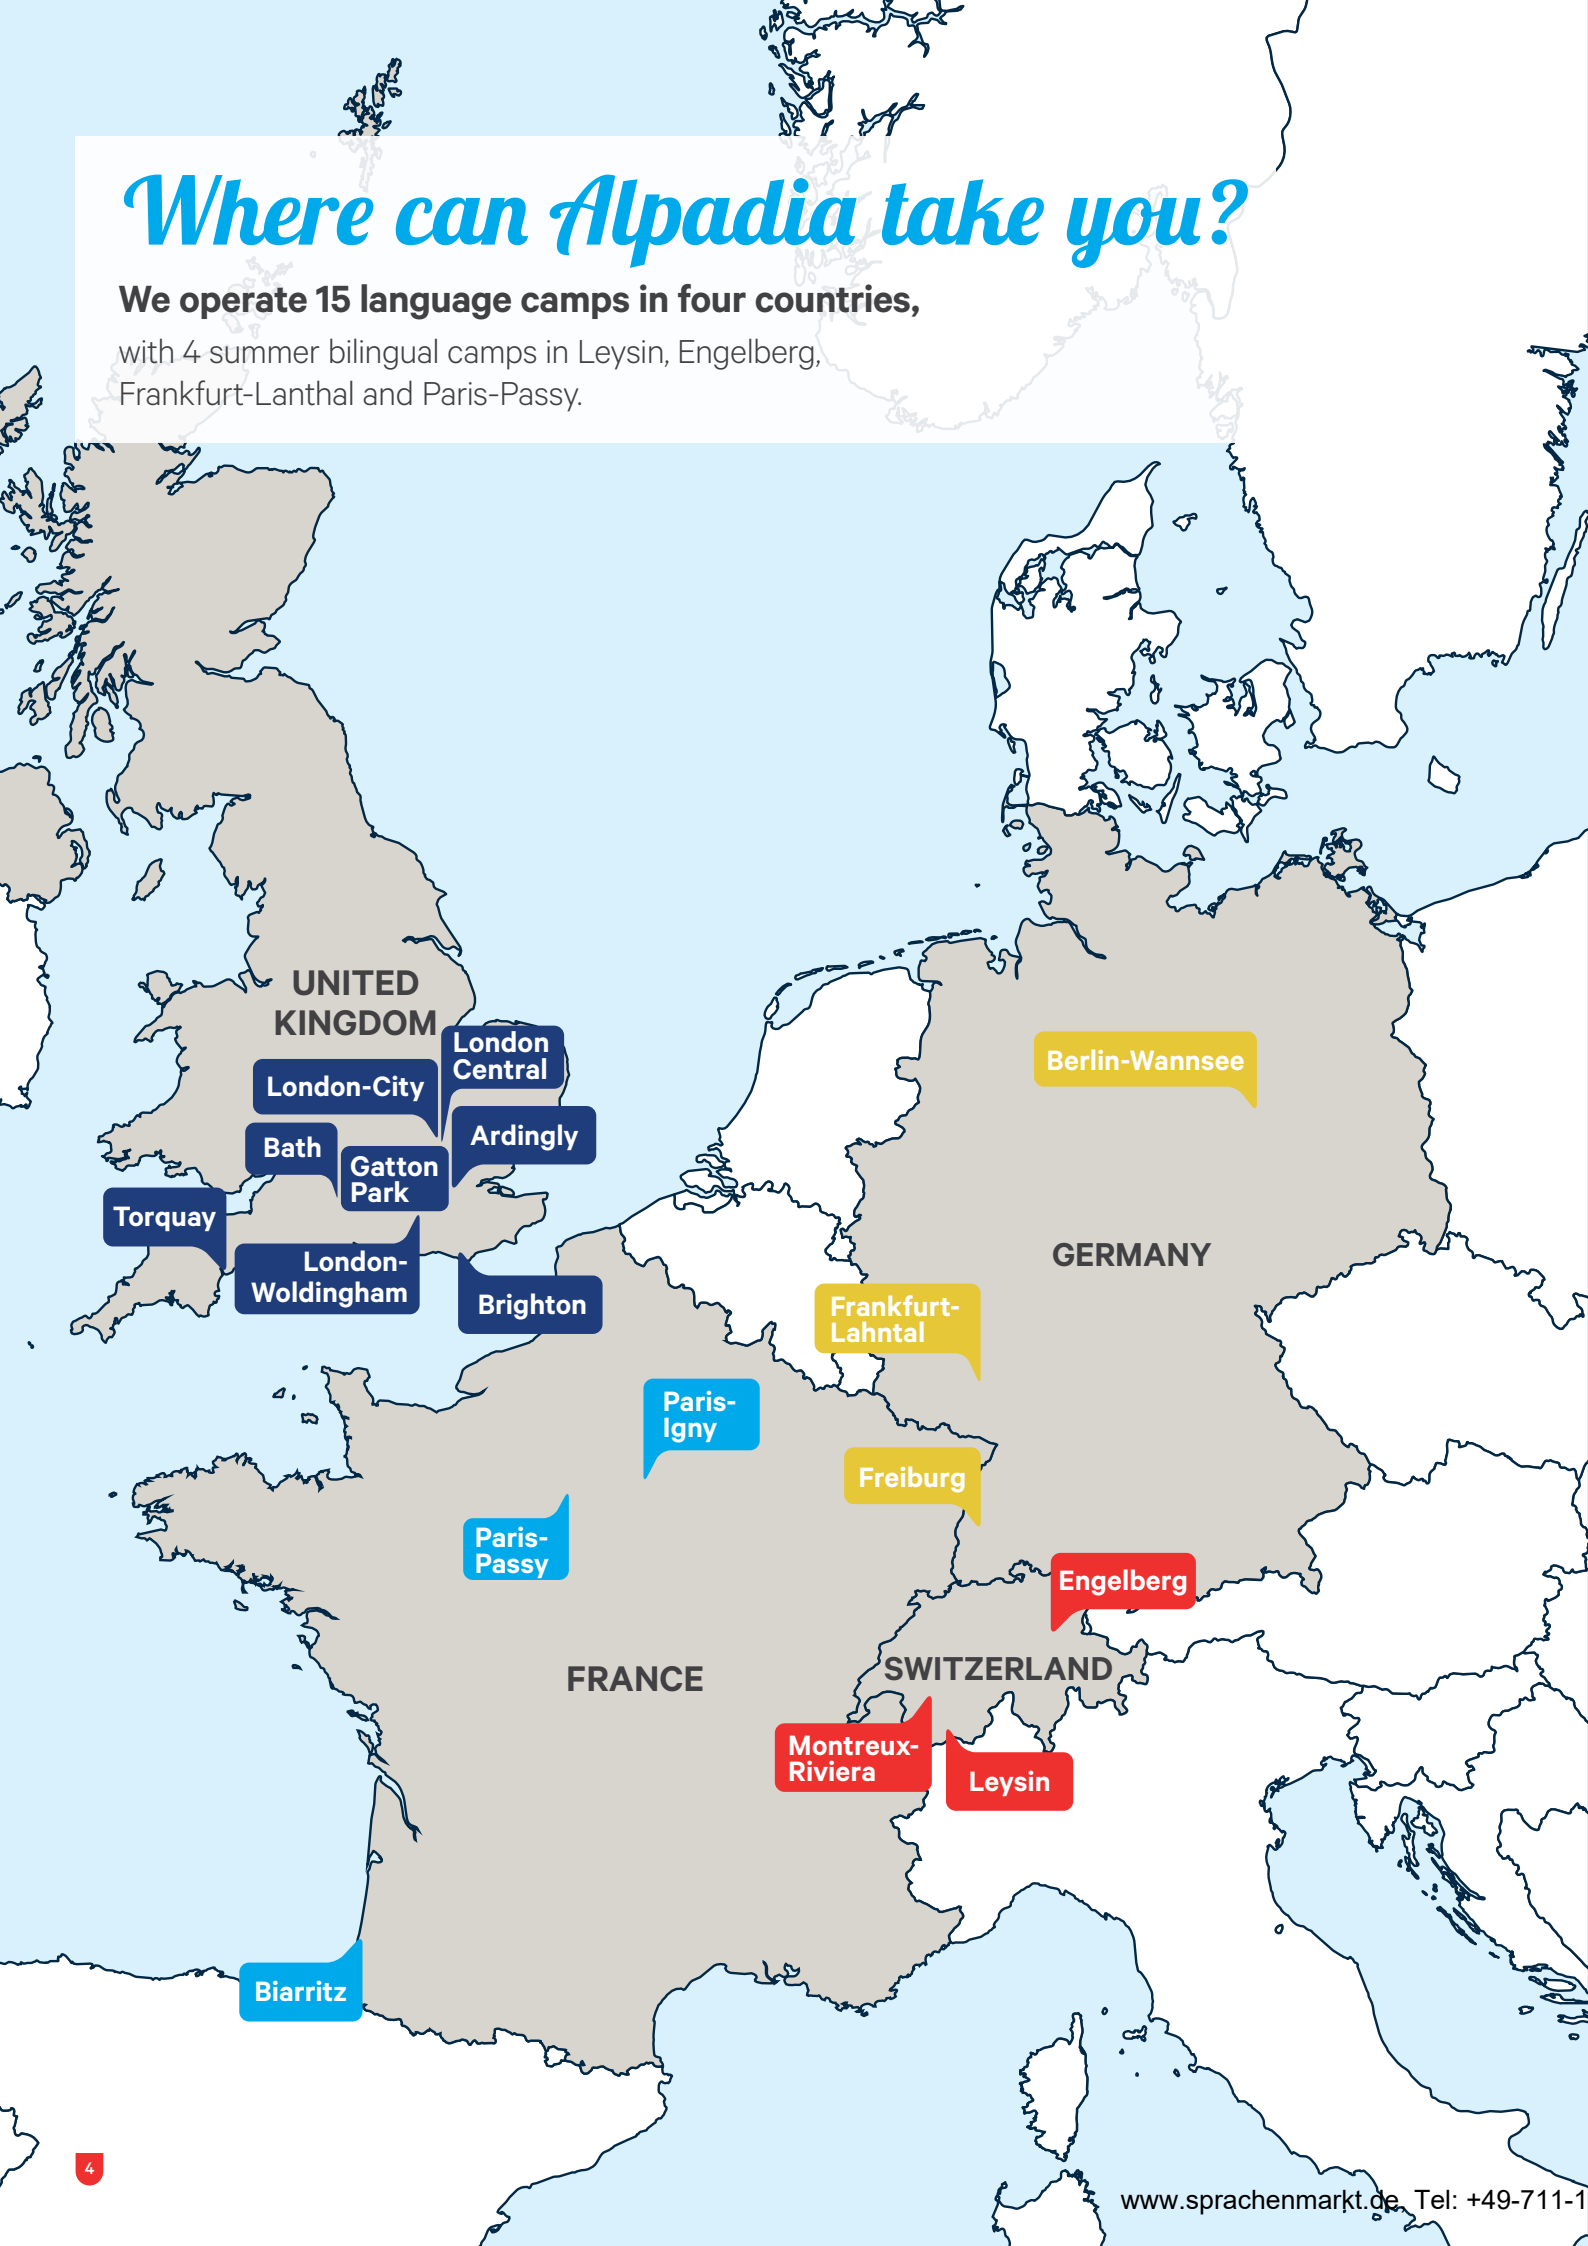 Where can Alpadia take you?
We operate 15 language camps in four countries,
with 4 summer bilingual camps in Leysin, Engelberg,
Frankfurt-Lanthal and Paris-Passy.
UNITED
KINGDOM
London
Central
London-City
Ardingly
Bath
Gatton
Park
Torquay
London-
Woldingham
Brighton
Berlin-Wannsee
GERMANY
Frankfurt-
Lahntal
Paris-
Igny
Freiburg
Paris-
Passy
Engelberg
SWITZERLAND
FRANCE
Montreux-
Riviera
Leysin
Biarritz
4
www.sprachenmarkt.de, Tel: +49-711-1